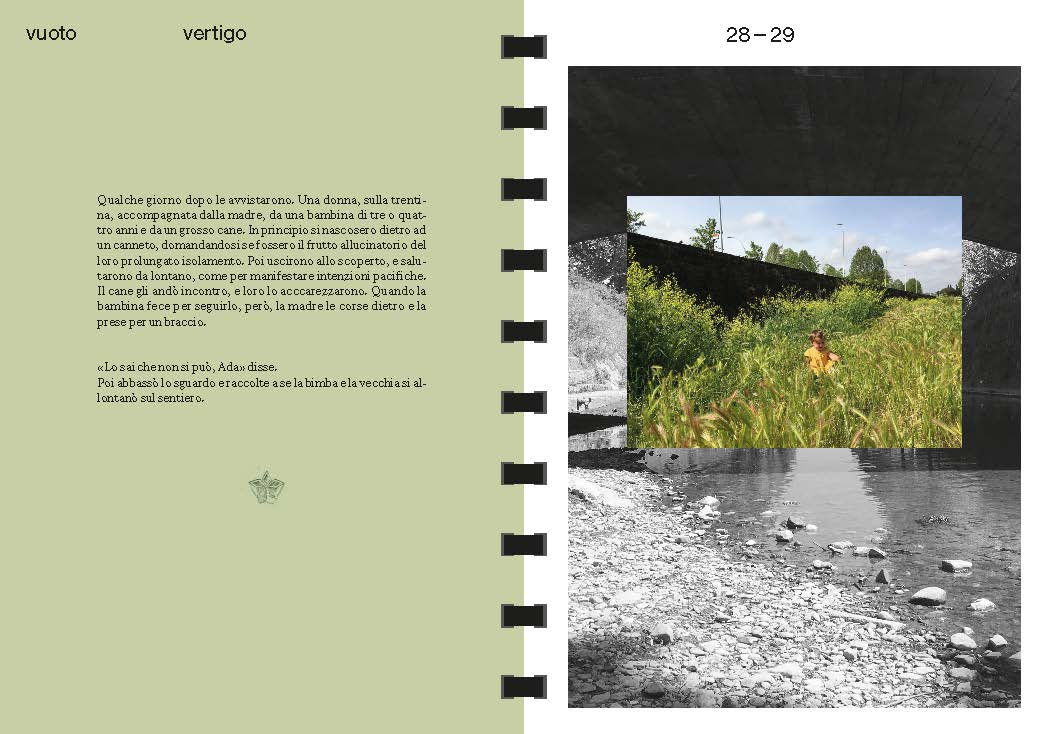 vuoto vertigo
28 – 29
Qualche giorno dopo le avvistarono. Una donna, sulla trenti-
na, accompagnata dalla madre, da una bambina di tre o quat-
tro anni e da un grosso cane. In principio si nascosero dietro ad
un canneto, domandandosi se fossero il frutto allucinatorio del
loro prolungato isolamento. Poi uscirono allo scoperto, e salu-
tarono da lontano, come per manifestare intenzioni pacifiche.
Il cane gli andò incontro, e loro lo acccarezzarono. Quando la
bambina fece per seguirlo, però, la madre le corse dietro e la
prese per un braccio.
«Lo sai che non si può, Ada» disse.
Poi abbassò lo sguardo e raccolte a se la bimba e la vecchia si al-
lontanò sul sentiero.